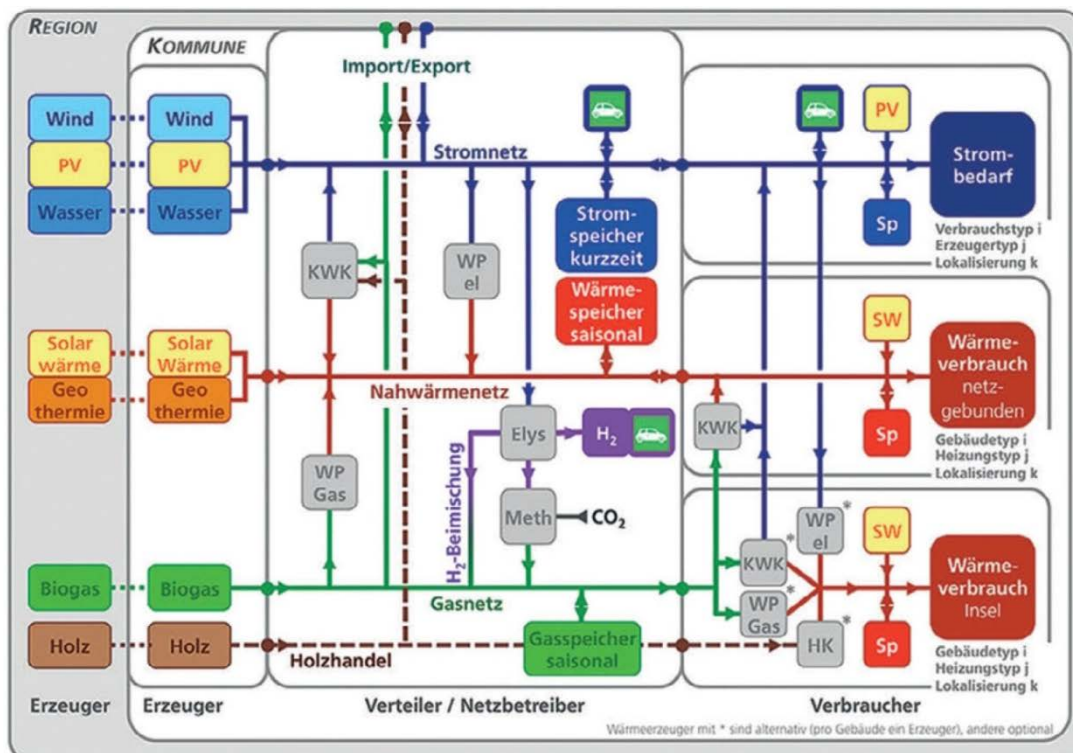 REGION
KOMMUNE
Import/Export
Wind
Wind
PV
PV
PV
Strom-
bedarf
Stromnetz
Wasser
Wasser
Strom-
speicher
kurzzeit
Sp
Verbrauchstyp i
Erzeugertyp j
Lokalisierung k
KWK
WP
el
Wärme-
speicher
saisonal
SW
Solar
wärme
Solar
Wärme
Wärme-
verbrauch
netz-
gebunden
Geo
thermie
Geo
thermie
Nahwärmenetz
KWK
Sp
Elys
H₂
Gebäudetyp i
Heizungstyp j
Lokalisierung k
WP
Gas
H₂-Beimischung
Meth
CO₂
WP
el
*
SW
KWK
*
Biogas
Biogas
Gasnetz
WP
Gas
*
Wärme-
verbrauch
Insel
Holz
Holz
Holzhandel
Gasspeicher
saisonal
HK
*
Sp
Gebäudetyp i
Heizungstyp j
Lokalisierung k
Erzeuger
Erzeuger
Verteiler / Netzbetreiber
Verbraucher
Wärmeerzeuger mit * sind alternativ (pro Gebäude ein Erzeuger), andere optional